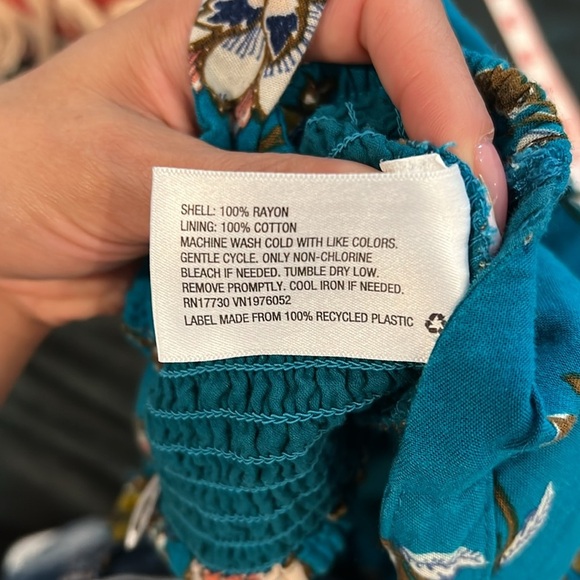 SHELL: 100% RAYON
LINING: 100% COTTON
MACHINE WASH COLD WITH LIKE COLORS.
GENTLE CYCLE. ONLY NON-CHLORINE
BLEACH IF NEEDED. TUMBLE DRY LOW.
REMOVE PROMPTLY. COOL IRON IF NEEDED.
RN17730 VN1976052
LABEL MADE FROM 100% RECYCLED PLASTIC